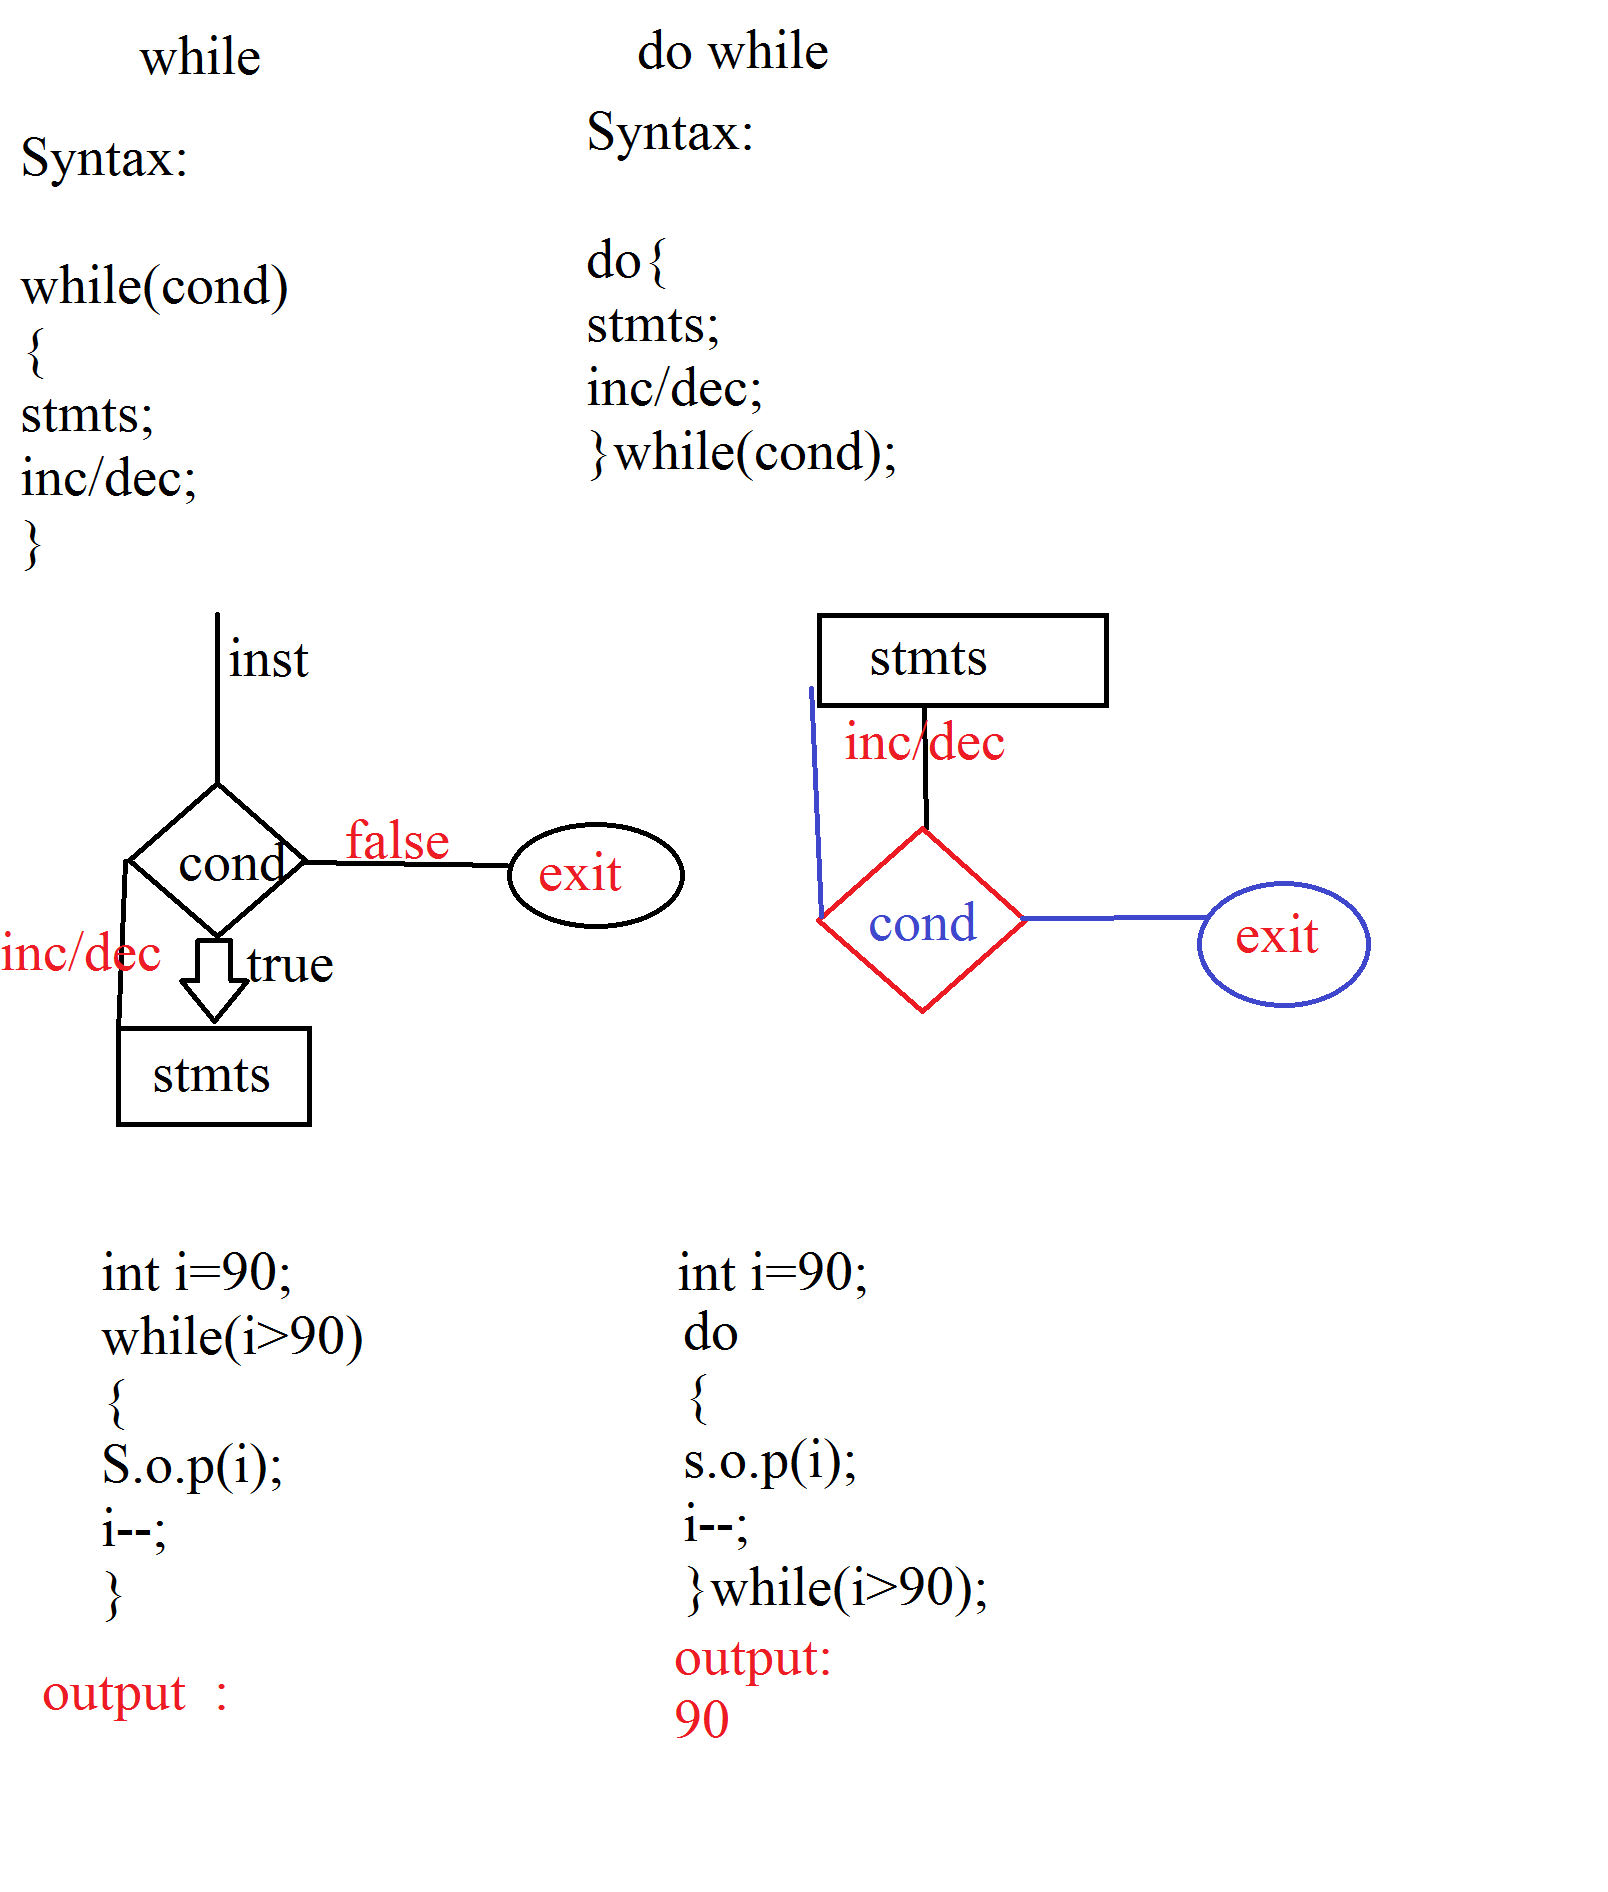 while
Syntax:
while(cond)
{
stmts;
inc/dec;
}
do while
Syntax:
do{
stmts;
inc/dec;
}while(cond);
inst
cond
false
exit
inc/dec
true
stmts
stmts
inc/dec
cond
exit
int i=90;
while(i>90)
{
S.o.p(i);
i--;
}
output  :
int i=90;
do
{
s.o.p(i);
i--;
}while(i>90);
output:
90